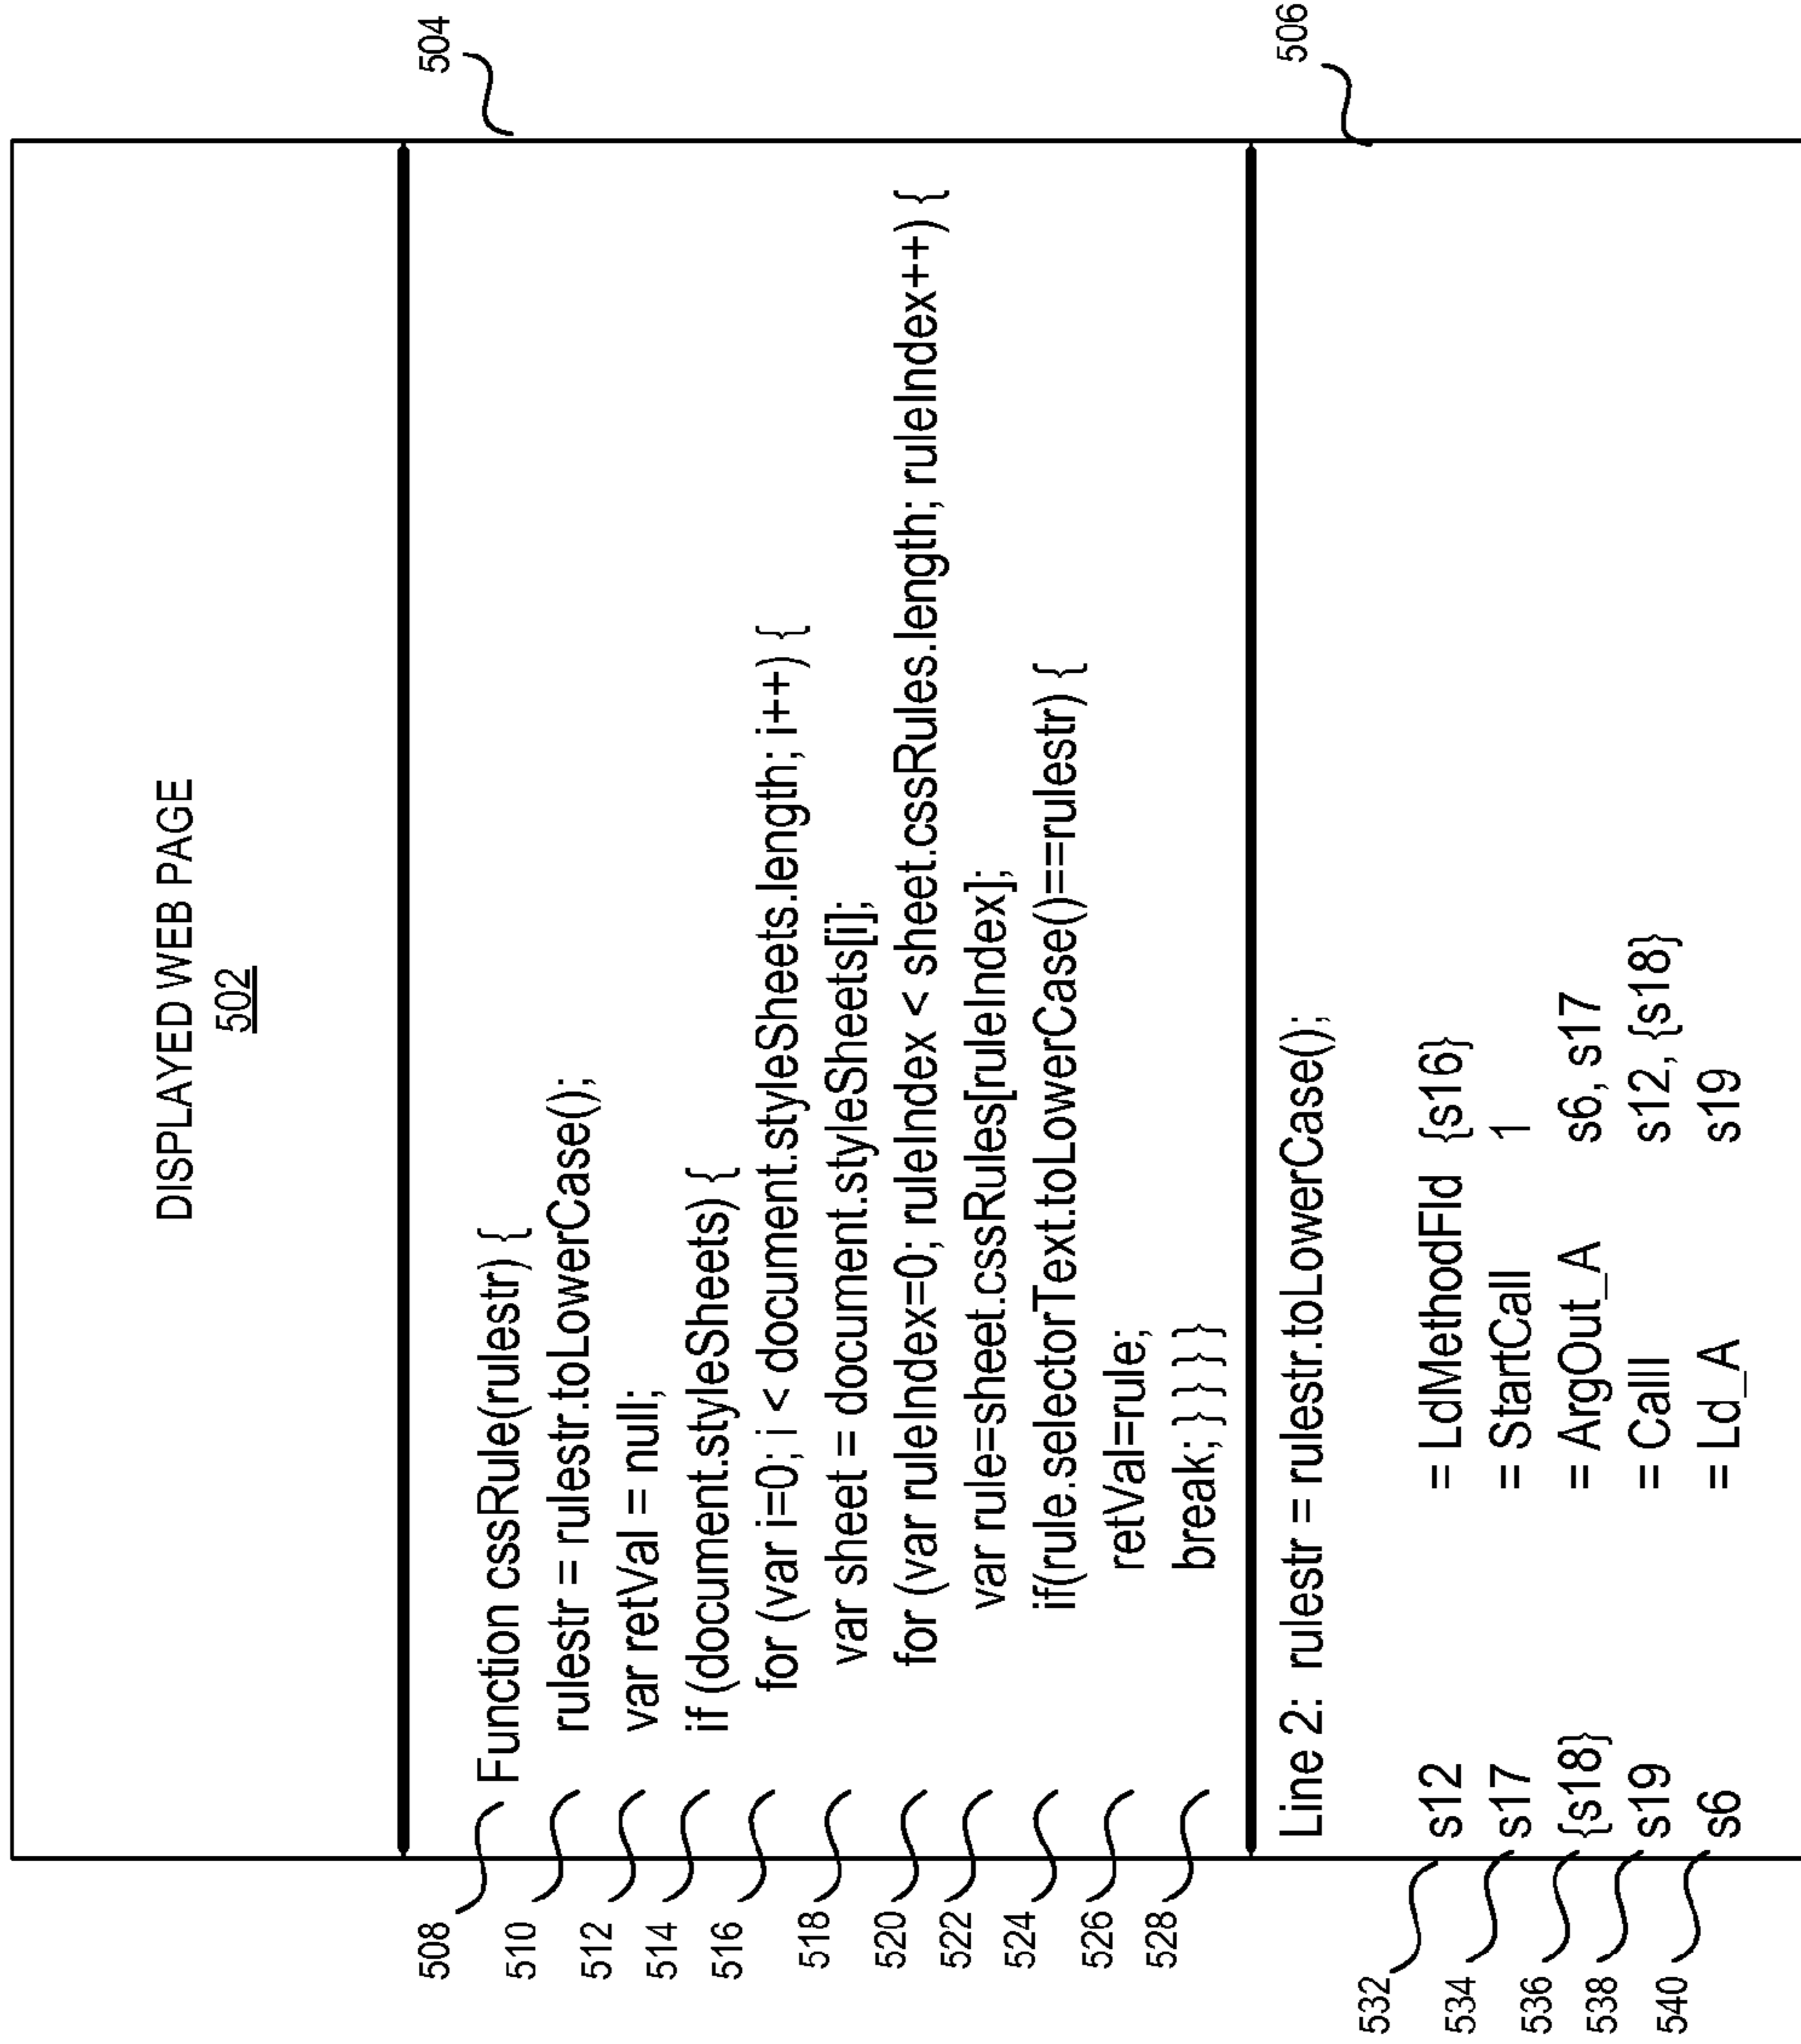 DISPLAYED WEB PAGE
502
504
508 Function cssRule(rulestr) {
510 rulestr = rulestr.toLowerCase();
512 var retVal = null;
514 if (document.styleSheets) {
516 for (var i=0; i < document.styleSheets.length; i++) {
518 var sheet = document.styleSheets[i];
520 for (var ruleIndex=0; ruleIndex < sheet.cssRules.length; ruleIndex++) {
522 var rule=sheet.cssRules[ruleIndex];
524 if(rule.selectorText.toLowerCase()==rulestr) {
526 retVal=rule;
528 break; } } } }
506
Line 2: rulestr = rulestr.toLowerCase();
532 s12 = LdMethodFld {s16}
534 s17 = StartCall 1
536 {s18} = ArgOut_A s6, s17
538 s19 = CallI s12, {s18}
540 s6 = Ld_A s19